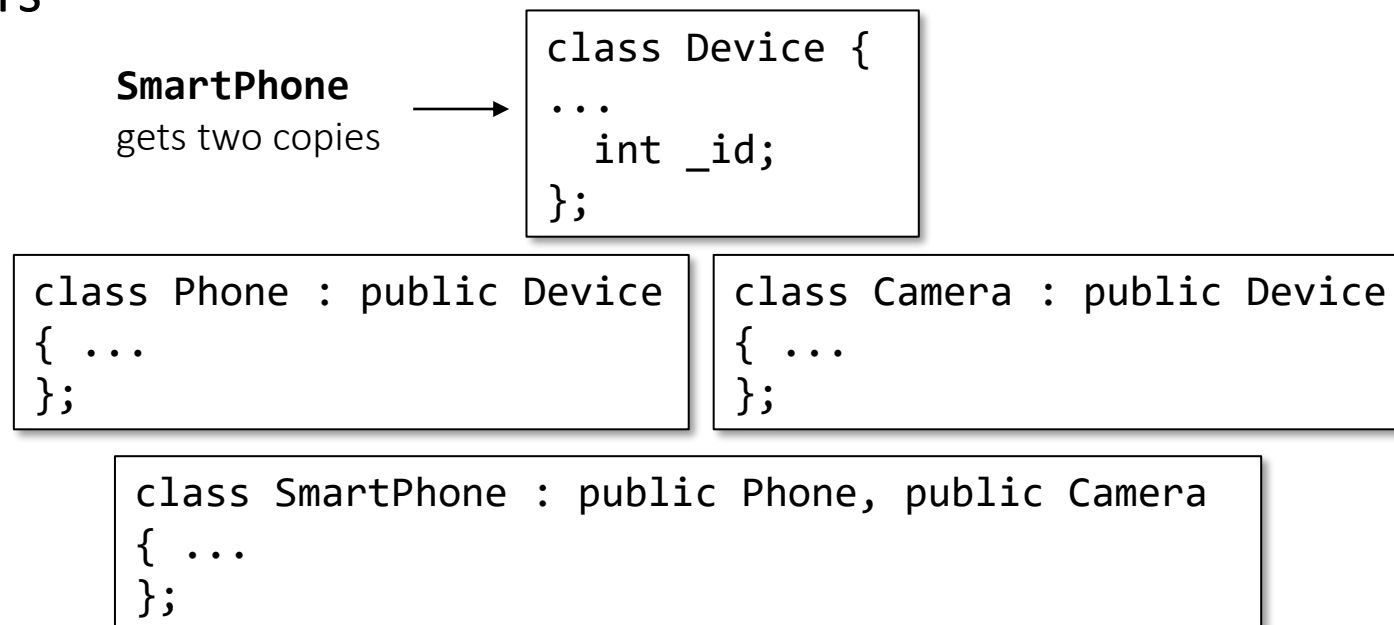 SmartPhone
gets two copies
class Device {
...
  int _id;
};
class Phone : public Device
{ ...
};
class Camera : public Device
{ ...
};
class SmartPhone : public Phone, public Camera
{ ...
};